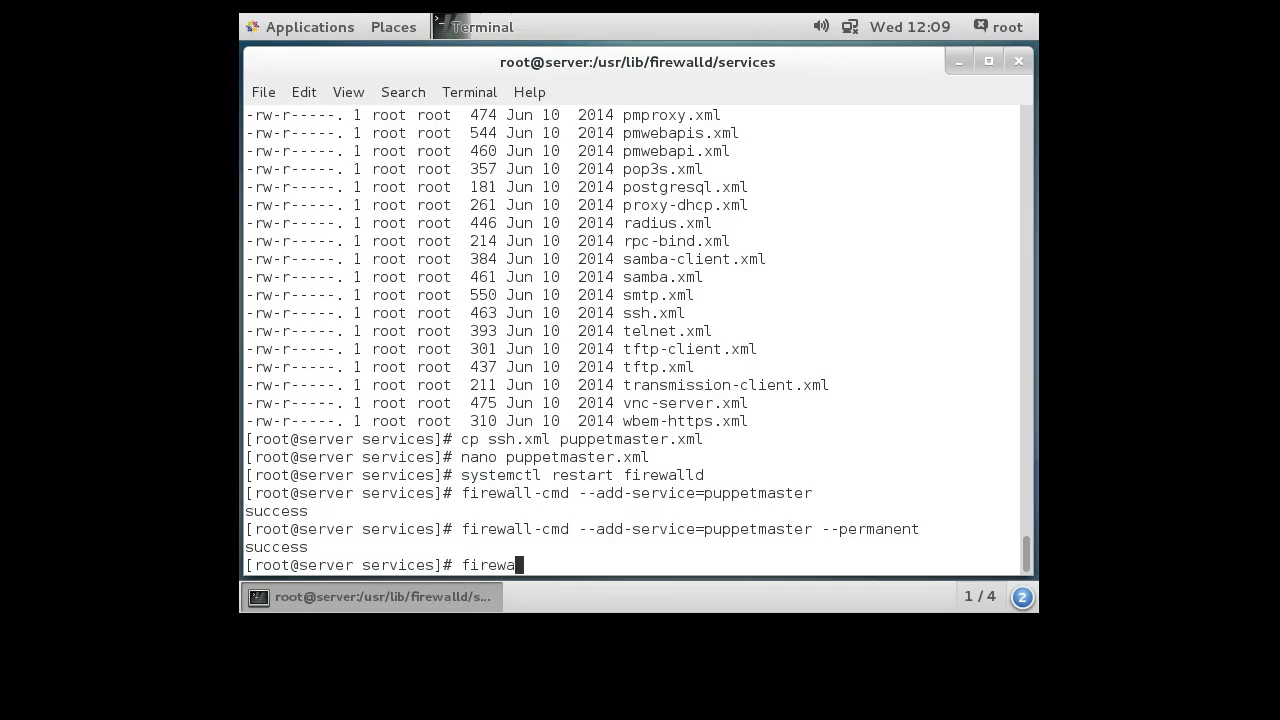 Applications Places Terminal Wed 12:09 root
root@server:/usr/lib/firewalld/services
File Edit View Search Terminal Help
-rw-r-----. 1 root root 474 Jun 10 2014 pmproxy.xml
-rw-r-----. 1 root root 544 Jun 10 2014 pmwebapis.xml
-rw-r-----. 1 root root 460 Jun 10 2014 pmwebapi.xml
-rw-r-----. 1 root root 357 Jun 10 2014 pop3s.xml
-rw-r-----. 1 root root 181 Jun 10 2014 postgresql.xml
-rw-r-----. 1 root root 261 Jun 10 2014 proxy-dhcp.xml
-rw-r-----. 1 root root 446 Jun 10 2014 radius.xml
-rw-r-----. 1 root root 214 Jun 10 2014 rpc-bind.xml
-rw-r-----. 1 root root 384 Jun 10 2014 samba-client.xml
-rw-r-----. 1 root root 461 Jun 10 2014 samba.xml
-rw-r-----. 1 root root 550 Jun 10 2014 smtp.xml
-rw-r-----. 1 root root 463 Jun 10 2014 ssh.xml
-rw-r-----. 1 root root 393 Jun 10 2014 telnet.xml
-rw-r-----. 1 root root 301 Jun 10 2014 tftp-client.xml
-rw-r-----. 1 root root 437 Jun 10 2014 tftp.xml
-rw-r-----. 1 root root 211 Jun 10 2014 transmission-client.xml
-rw-r-----. 1 root root 475 Jun 10 2014 vnc-server.xml
-rw-r-----. 1 root root 310 Jun 10 2014 wbem-https.xml
[root@server services]# cp ssh.xml puppetmaster.xml
[root@server services]# nano puppetmaster.xml
[root@server services]# systemctl restart firewalld
[root@server services]# firewall-cmd --add-service=puppetmaster
success
[root@server services]# firewall-cmd --add-service=puppetmaster --permanent
success
[root@server services]# firewa
root@server:/usr/lib/firewalld/s... 1 / 4 2